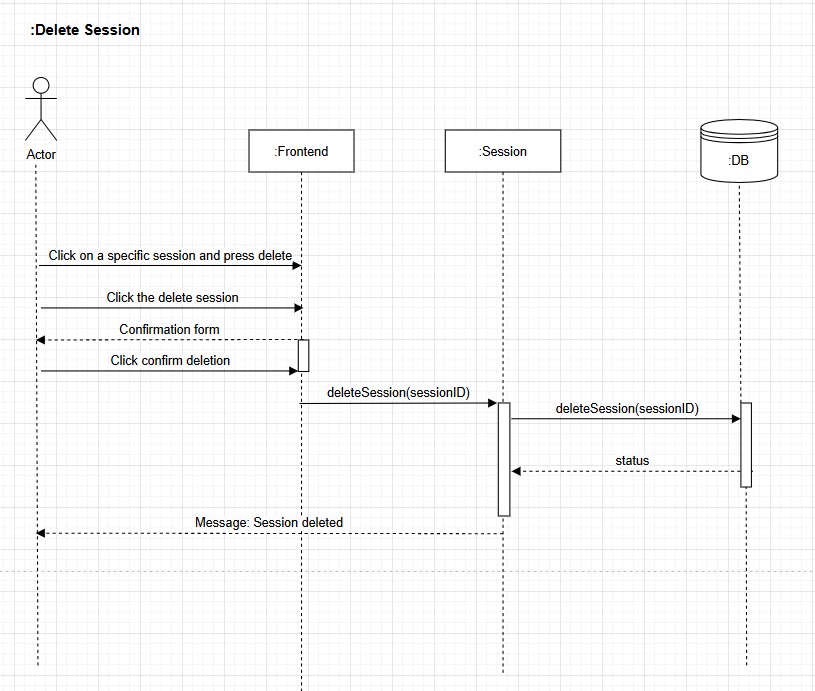 :Delete Session
Actor
:Frontend
:Session
:DB
Click on a specific session and press delete
Click the delete session
Confirmation form
Click confirm deletion
deleteSession(sessionID)
deleteSession(sessionID)
status
Message: Session deleted